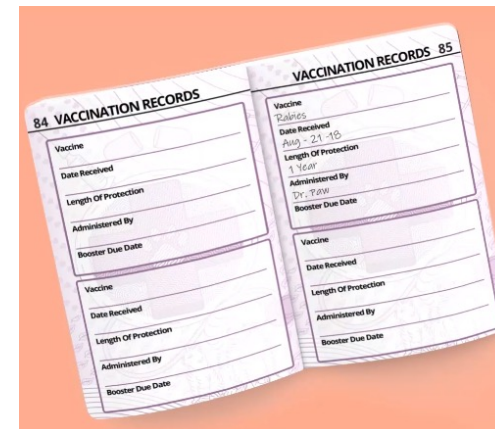 84 VACCINATION RECORDS
Vaccine
Date Received
Length Of Protection
Administered By
Booster Due Date
Vaccine
Date Received
Length Of Protection
Administered By
Booster Due Date
VACCINATION RECORDS 85
Vaccine
Rabies
Date Received
Aug - 21 -18
Length Of Protection
1 Year
Administered By
Dr. Paw
Booster Due Date
Vaccine
Date Received
Length Of Protection
Administered By
Booster Due Date